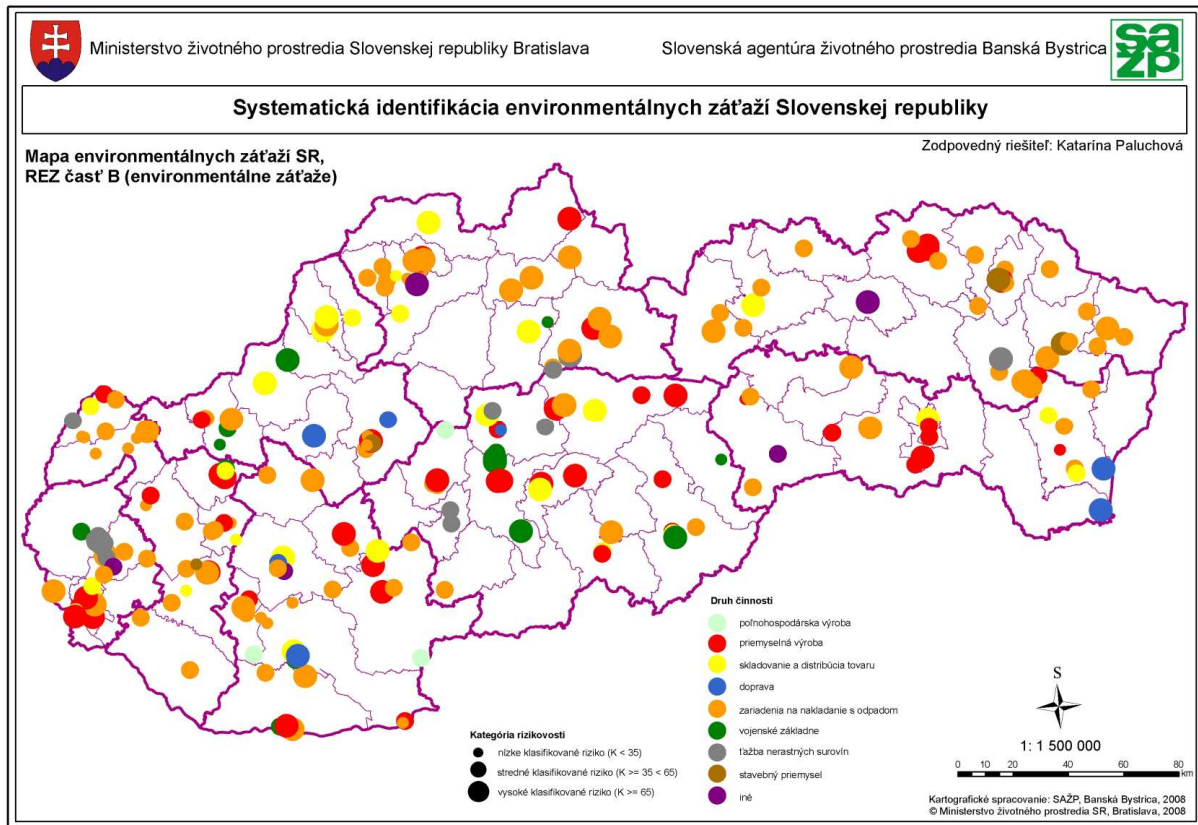 Ministerstvo životného prostredia Slovenskej republiky Bratislava
Slovenská agentúra životného prostredia Banská Bystrica
sažp
Systematická identifikácia environmentálnych záťaží Slovenskej republiky
Zodpovedný riešiteľ: Katarína Paluchová
Mapa environmentálnych záťaží SR,
REZ časť B (environmentálne záťaže)
Kategória rizikovosti
nízke klasifikované riziko (K < 35)
stredné klasifikované riziko (K >= 35 < 65)
vysoké klasifikované riziko (K >= 65)
Druh činnosti
poľnohospodárska výroba
priemyselná výroba
skladovanie a distribúcia tovaru
doprava
zariadenia na nakladanie s odpadom
vojenské základne
ťažba nerastných surovín
stavebný priemysel
iné
S
1: 1 500 000
0 10 20 40 60 80
km
Kartografické spracovanie: SAŽP, Banská Bystrica, 2008
© Ministerstvo životného prostredia SR, Bratislava, 2008